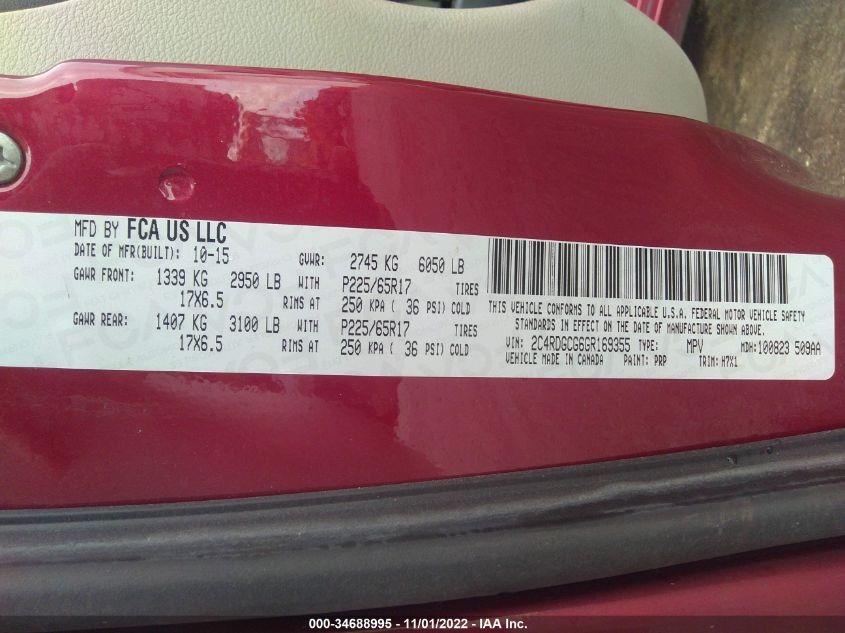 MFD BY FCA US LLC
DATE OF MFR(BUILT): 10-15 GVWR: 2745 KG 6050 LB
GAWR FRONT: 1339 KG 2950 LB WITH P225/65R17 TIRES
17X6.5 RIMS AT 250 KPA ( 36 PSI) COLD
GAWR REAR: 1407 KG 3100 LB WITH P225/65R17 TIRES
17X6.5 RIMS AT 250 KPA ( 36 PSI) COLD
THIS VEHICLE CONFORMS TO ALL APPLICABLE U.S.A. FEDERAL MOTOR VEHICLE SAFETY
STANDARDS IN EFFECT ON THE DATE OF MANUFACTURE SHOWN ABOVE.
VIN: 2C4RDGCG6GR169355 TYPE: MPV MDH:100823 509AA
VEHICLE MADE IN CANADA PAINT: PRP TRIM: H7X1
000-34688995 - 11/01/2022 - IAA Inc.